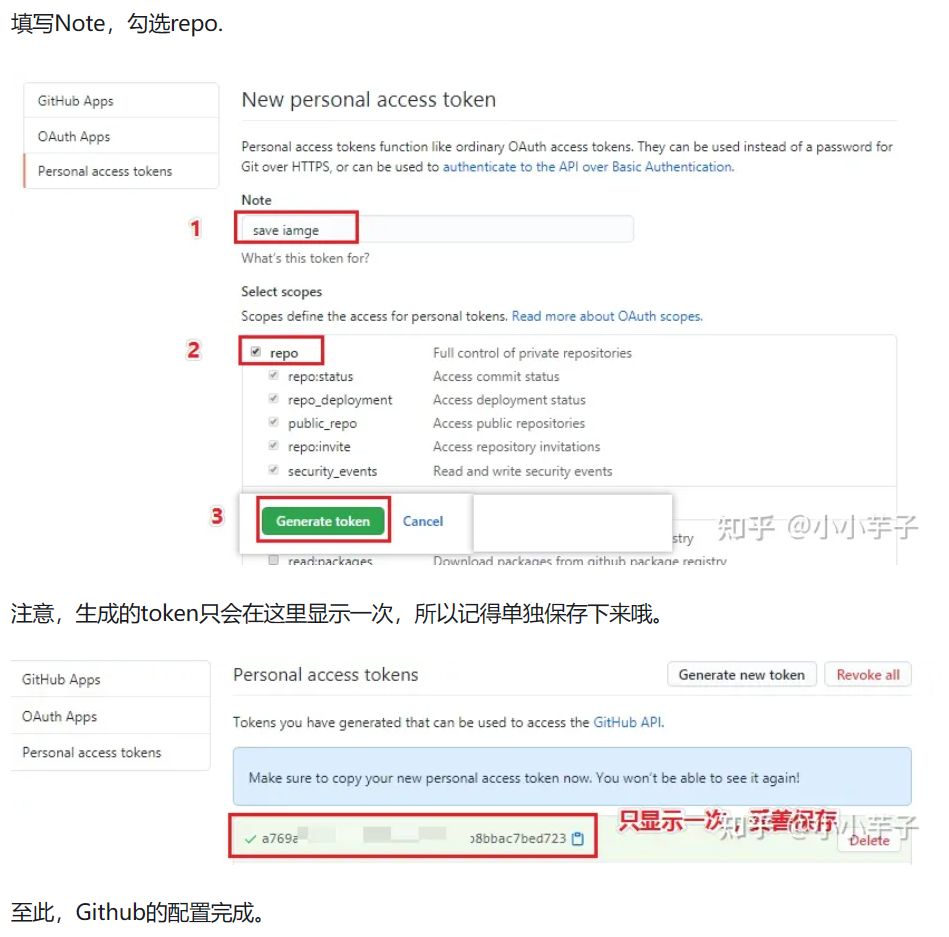 填写Note，勾选repo.
GitHub Apps
OAuth Apps
Personal access tokens
New personal access token
Personal access tokens function like ordinary OAuth access tokens. They can be used instead of a password for
Git over HTTPS, or can be used to authenticate to the API over Basic Authentication.
Note
1
save iamge
What's this token for?
Select scopes
Scopes define the access for personal tokens. Read more about OAuth scopes.
2
repo Full control of private repositories
repo:status Access commit status
repo_deployment Access deployment status
public_repo Access public repositories
repo:invite Access repository invitations
security_events Read and write security events
3
Generate token Cancel
stry
知乎 @小小芋子
read:packages Download packages from github package registry
注意，生成的token只会在这里显示一次，所以记得单独保存下来哦。
GitHub Apps
OAuth Apps
Personal access tokens
Personal access tokens Generate new token Revoke all
Tokens you have generated that can be used to access the GitHub API.
Make sure to copy your new personal access token now. You won't be able to see it again!
只显示一次，妥善保存
知乎 @小小芋子
a769a 8bbac7bed723
Delete
至此，Github的配置完成。